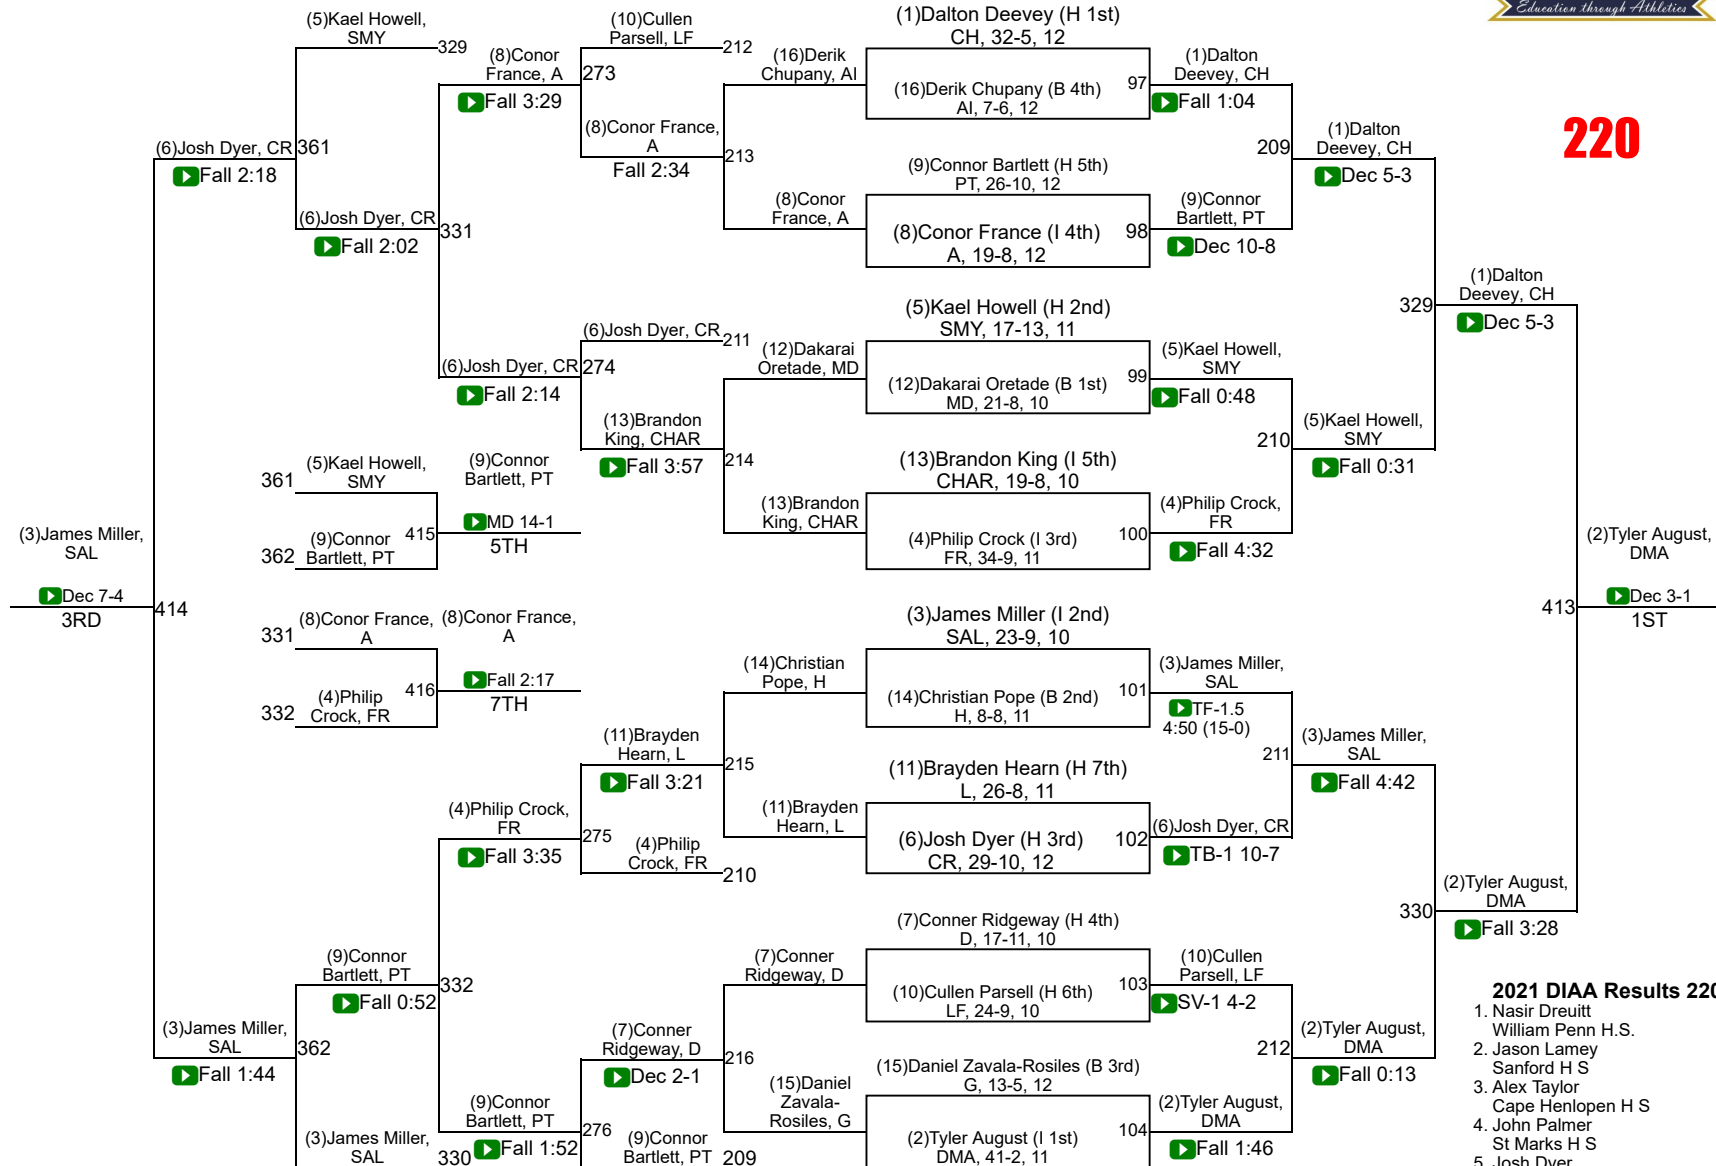 Education through Athletics
220
(5)Kael Howell,
SMY
329
(8)Conor
France, A
273
Fall 3:29
(10)Cullen
Parsell, LF
212
(8)Conor France,
A
213
Fall 2:34
(16)Derik
Chupany, AI
(8)Conor
France, A
(1)Dalton Deevey (H 1st)
CH, 32-5, 12
(16)Derik Chupany (B 4th)
AI, 7-6, 12
97
(1)Dalton
Deevey, CH
Fall 1:04
(9)Connor Bartlett (H 5th)
PT, 26-10, 12
(8)Conor France (I 4th)
A, 19-8, 12
98
(9)Connor
Bartlett, PT
Dec 10-8
209
(1)Dalton
Deevey, CH
Dec 5-3
(6)Josh Dyer, CR
361
Fall 2:18
(6)Josh Dyer, CR
331
Fall 2:02
(6)Josh Dyer, CR
274
Fall 2:14
(6)Josh Dyer, CR
211
(13)Brandon
King, CHAR
Fall 3:57
214
(12)Dakarai
Oretade, MD
(13)Brandon
King, CHAR
(5)Kael Howell (H 2nd)
SMY, 17-13, 11
(12)Dakarai Oretade (B 1st)
MD, 21-8, 10
99
(5)Kael Howell,
SMY
Fall 0:48
(13)Brandon King (I 5th)
CHAR, 19-8, 10
(4)Philip Crock (I 3rd)
FR, 34-9, 11
100
(4)Philip Crock,
FR
Fall 4:32
210
(5)Kael Howell,
SMY
Fall 0:31
329
(1)Dalton
Deevey, CH
Dec 5-3
361
(5)Kael Howell,
SMY
362
(9)Connor
Bartlett, PT
415
(9)Connor
Bartlett, PT
MD 14-1
5TH
(3)James Miller,
SAL
Dec 7-4
3RD
414
331
(8)Conor France,
A
332
(4)Philip
Crock, FR
416
(8)Conor France,
A
Fall 2:17
7TH
413
(2)Tyler August,
DMA
Dec 3-1
1ST
(14)Christian
Pope, H
(11)Brayden
Hearn, L
215
Fall 3:21
(11)Brayden
Hearn, L
(3)James Miller (I 2nd)
SAL, 23-9, 10
(14)Christian Pope (B 2nd)
H, 8-8, 11
101
(3)James Miller,
SAL
TF-1.5
4:50 (15-0)
(11)Brayden Hearn (H 7th)
L, 26-8, 11
(6)Josh Dyer (H 3rd)
CR, 29-10, 12
102
(6)Josh Dyer, CR
TB-1 10-7
211
(3)James Miller,
SAL
Fall 4:42
(4)Philip Crock,
FR
Fall 3:35
275
(4)Philip
Crock, FR
210
330
(2)Tyler August,
DMA
Fall 3:28
(9)Connor
Bartlett, PT
332
Fall 0:52
(3)James Miller,
SAL
362
Fall 1:44
(3)James Miller,
SAL
330
(9)Connor
Bartlett, PT
Fall 1:52
276
(7)Conner
Ridgeway, D
Dec 2-1
216
(9)Connor
Bartlett, PT
209
(7)Conner
Ridgeway, D
(15)Daniel
Zavala-
Rosiles, G
(7)Conner Ridgeway (H 4th)
D, 17-11, 10
(10)Cullen Parsell (H 6th)
LF, 24-9, 10
103
(10)Cullen
Parsell, LF
SV-1 4-2
(15)Daniel Zavala-Rosiles (B 3rd)
G, 13-5, 12
(2)Tyler August (I 1st)
DMA, 41-2, 11
104
(2)Tyler August,
DMA
Fall 1:46
212
(2)Tyler August,
DMA
Fall 0:13
2021 DIAA Results 220
1. Nasir Dreuitt
William Penn H.S.
2. Jason Lamey
Sanford H S
3. Alex Taylor
Cape Henlopen H S
4. John Palmer
St Marks H S
5. Josh Dyer